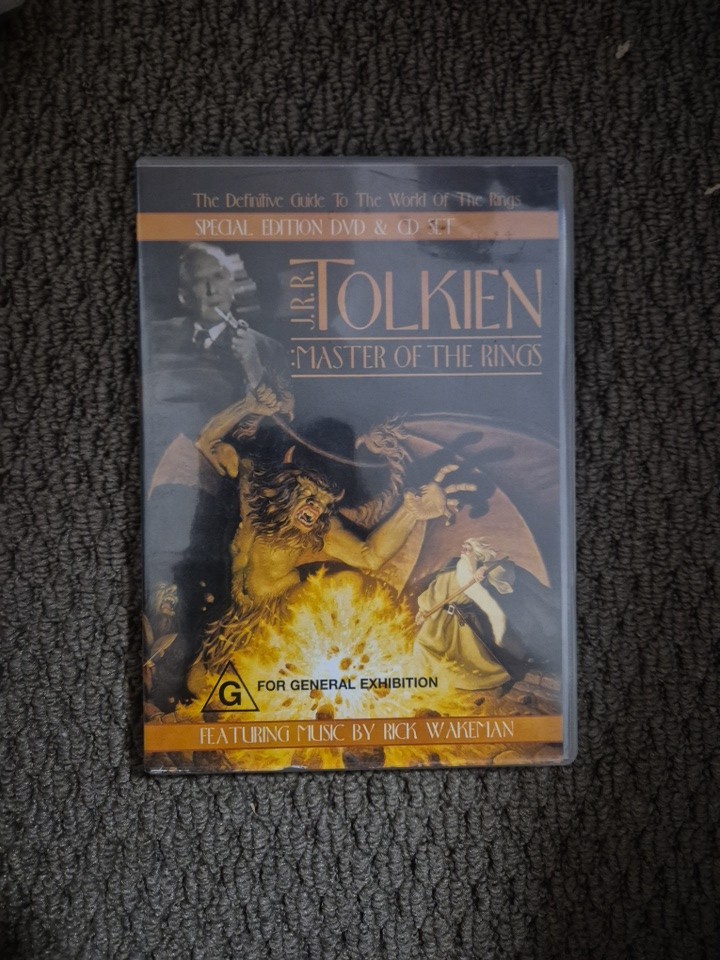 The Definitive Guide To The World Of The Rings
SPECIAL EDITION DVD & CD SET
J.R.R. TOLKIEN
:MASTER OF THE RINGS
G FOR GENERAL EXHIBITION
FEATURING MUSIC BY RICK WAKEMAN